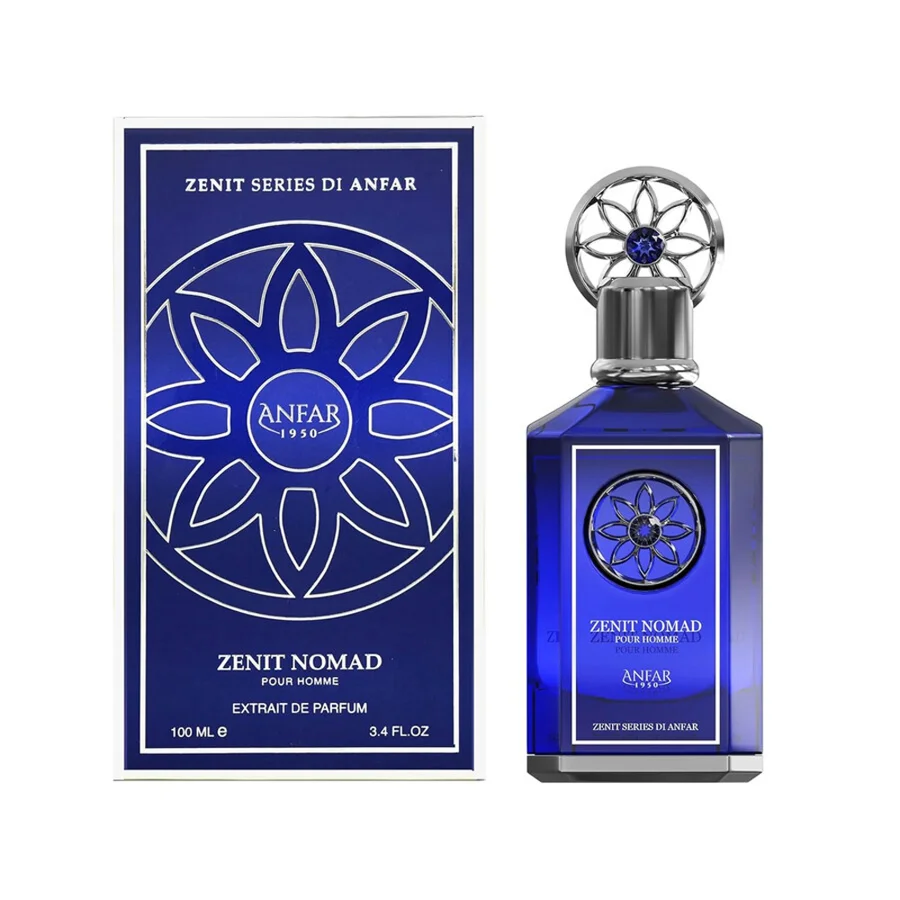 ZENIT SERIES DI ANFAR
ANFAR
1950
ZENIT NOMAD
POUR HOMME
EXTRAIT DE PARFUM
100 ML e
3.4 FL.OZ
ZENIT NOMAD
POUR HOMME
ANFAR
1950
ZENIT SERIES DI ANFAR